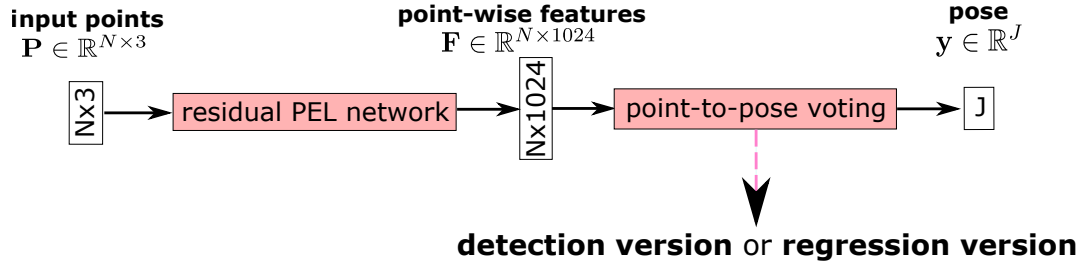 input points
P ∈ ℝ^{N×3}
point-wise features
F ∈ ℝ^{N×1024}
pose
y ∈ ℝ^J
Nx3
residual PEL network
Nx1024
point-to-pose voting
J
detection version or regression version